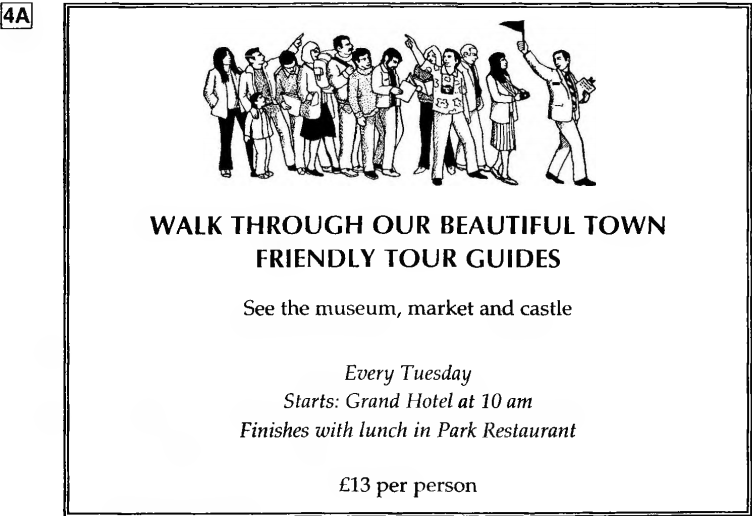 4A
WALK THROUGH OUR BEAUTIFUL TOWN
FRIENDLY TOUR GUIDES
See the museum, market and castle
Every Tuesday
Starts: Grand Hotel at 10 am
Finishes with lunch in Park Restaurant
£13 per person